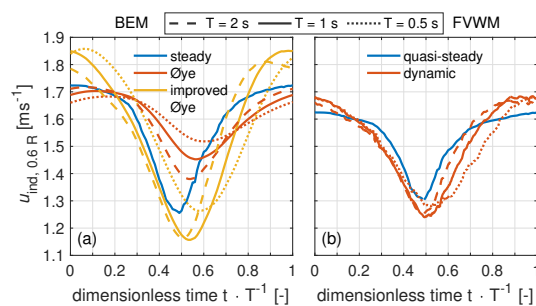 BEM T = 2 s T = 1 s T = 0.5 s FVWM
1.9
1.8
1.7
1.6
1.5
1.4
1.3
1.2
1.1
u_ind, 0.6 R [ms⁻¹]
steady
Øye
improved
Øye
(a)
0 0.2 0.4 0.6 0.8 1
dimensionless time t · T⁻¹ [-]
quasi-steady
dynamic
(b)
0 0.2 0.4 0.6 0.8 1
dimensionless time t · T⁻¹ [-]